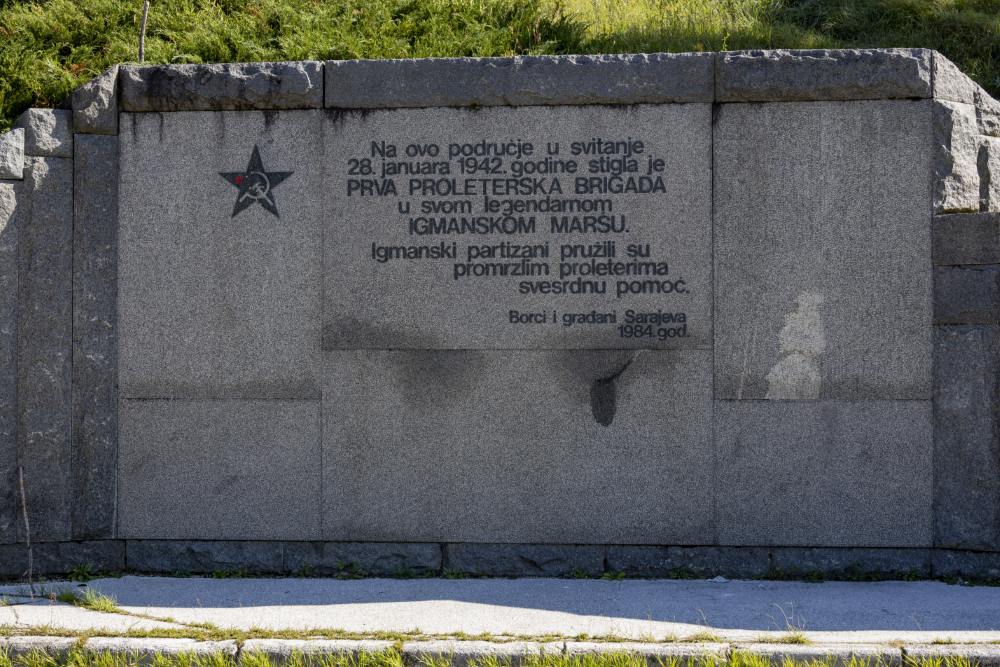 Na ovo područje u svitanje
28. januara 1942. godine stigla je
PRVA PROLETERSKA BRIGADA
u svom legendarnom
IGMANSKOM MARŠU.
Igmanski partizani pružili su
promrzlim proleterima
svesrdnu pomoć.
Borci i građani Sarajeva
1984. god.